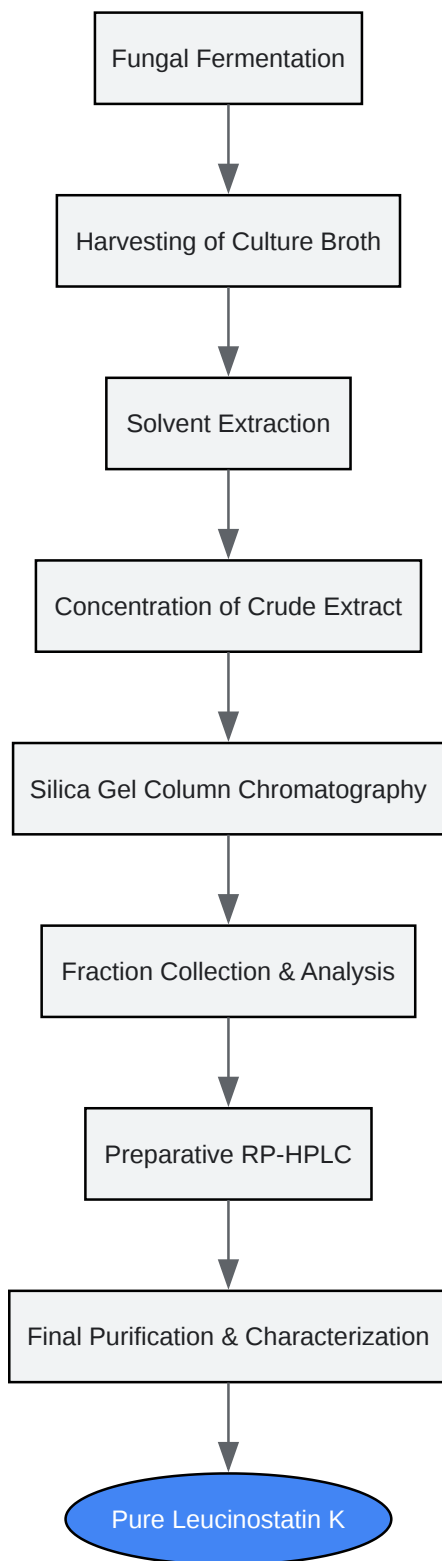 Fungal Fermentation
Harvesting of Culture Broth
Solvent Extraction
Concentration of Crude Extract
Silica Gel Column Chromatography
Fraction Collection & Analysis
Preparative RP-HPLC
Final Purification & Characterization
Pure Leucinostatin K